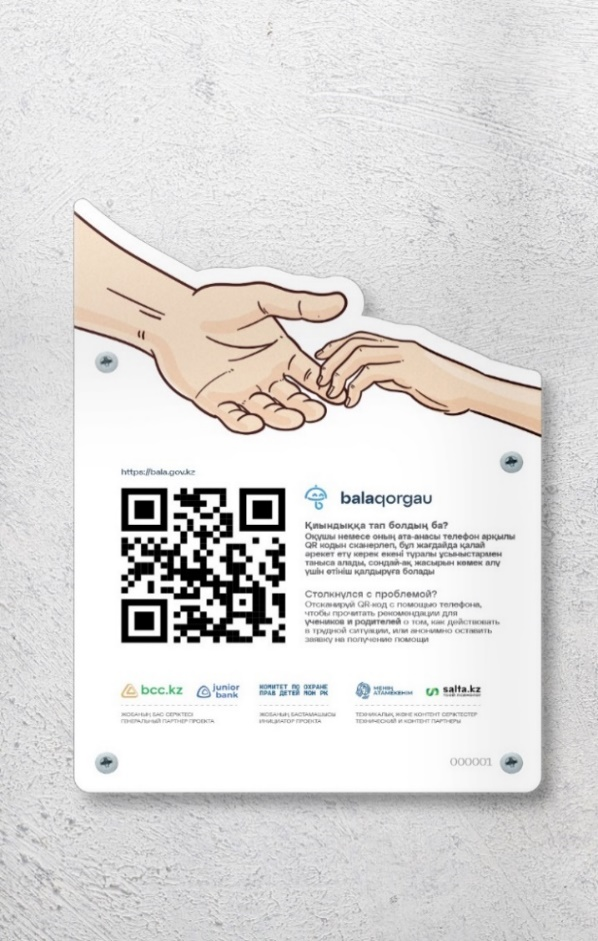 https://bala.gov.kz
balaqorgau
Қиындыққа тап болдың ба?
Оқушы немесе оның ата-анасы телефон арқылы
QR кодын сканерлеп, бұл жағдайда қалай
әрекет ету керек екені туралы ұсыныстармен
таныса алады, сондай-ақ жасырын көмек алу
үшін өтініш қалдыруға болады
Столкнулся с проблемой?
Отсканируй QR-код с помощью телефона,
чтобы прочитать рекомендации для
учеников и родителей о том, как действовать
в трудной ситуации, или анонимно оставить
заявку на получение помощи
bcc.kz
junior
bank
КОМИТЕТ ПО ОХРАНЕ
ПРАВ ДЕТЕЙ МОН РК
МЕНІҢ
АТАМЕКЕНІМ
salta.kz
ЖОБАНЫҢ БАС СЕРІКТЕСІ
ГЕНЕРАЛЬНЫЙ ПАРТНЕР ПРОЕКТА
ЖОБАНЫҢ БАСТАМАШЫСЫ
ИНИЦИАТОР ПРОЕКТА
ТЕХНИКАЛЫҚ ЖӘНЕ КОНТЕНТ СЕРІКТЕСТЕР
ТЕХНИЧЕСКИЙ И КОНТЕНТ ПАРТНЕРЫ
000001